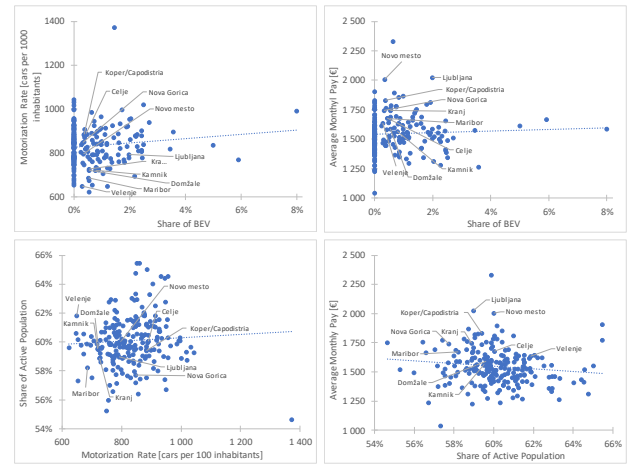 1400
1200
1000
800
600
Motorization Rate [cars per 1000
inhabitants]
Koper/Capodistria
Celje
Nova Gorica
Novo mesto
Ljubljana
Kra...
Kamnik
Domžale
Maribor
Velenje
0%
2%
4%
6%
8%
Share of BEV
2 500
2 000
1 500
1 000
Average Monthyl Pay [€]
Novo mesto
Ljubljana
Koper/Capodistria
Nova Gorica
Kranj
Maribor
Celje
Velenje
Domžale
Kamnik
0%
2%
4%
6%
8%
Share of BEV
66%
64%
62%
60%
58%
56%
54%
Share of Active Population
Velenje
Domžale
Kamnik
Novo mesto
Celje
Koper/Capodistria
Ljubljana
Nova Gorica
Maribor
Kranj
600
800
1 000
1 200
1 400
Motorization Rate [cars per 100 inhabitants]
2 500
2 000
1 500
1 000
Average Monthly Pay [€]
Ljubljana
Koper/Capodistria
Novo mesto
Nova Gorica
Kranj
Maribor
Celje
Velenje
Domžale
Kamnik
54%
56%
58%
60%
62%
64%
66%
Share of Active Population